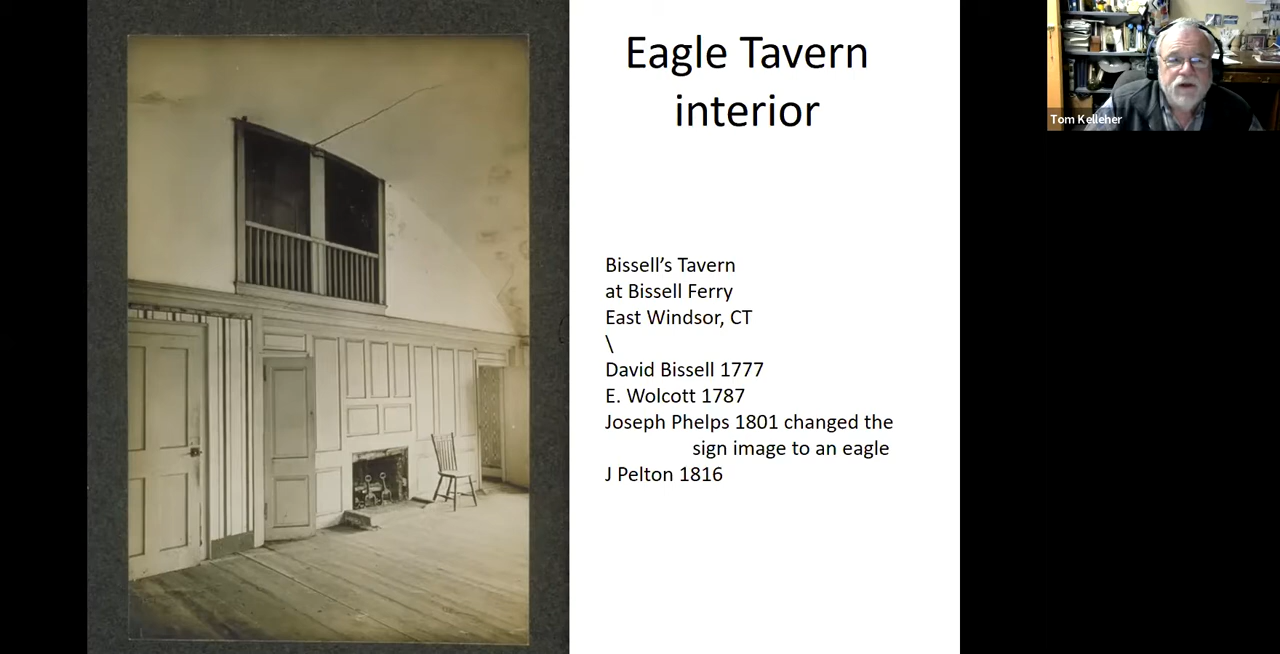 Eagle Tavern
interior
Bissell’s Tavern
at Bissell Ferry
East Windsor, CT
\
David Bissell 1777
E. Wolcott 1787
Joseph Phelps 1801 changed the
sign image to an eagle
J Pelton 1816
Tom Kelleher